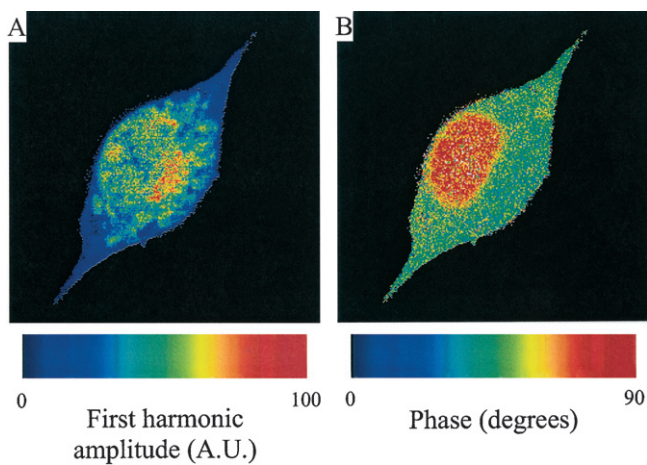 A
B
0
100
First harmonic
amplitude (A.U.)
0
90
Phase (degrees)